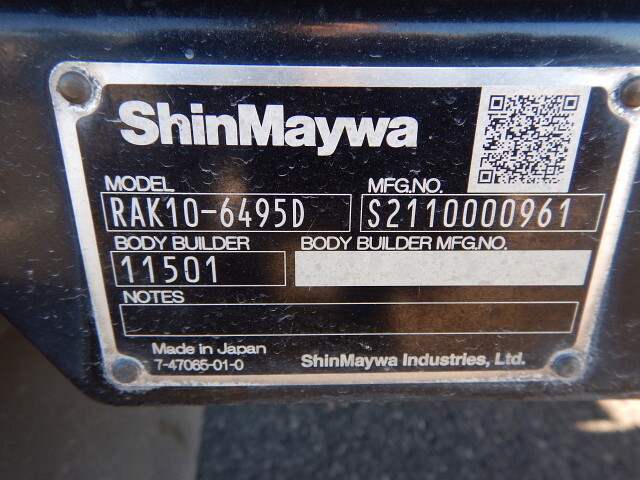 ShinMaywa
MODEL MFG.NO.
RAK10-6495D S2110000961
BODY BUILDER BODY BUILDER MFG.NO.
11501
NOTES
Made in Japan
7-47065-01-0 ShinMaywa Industries, Ltd.